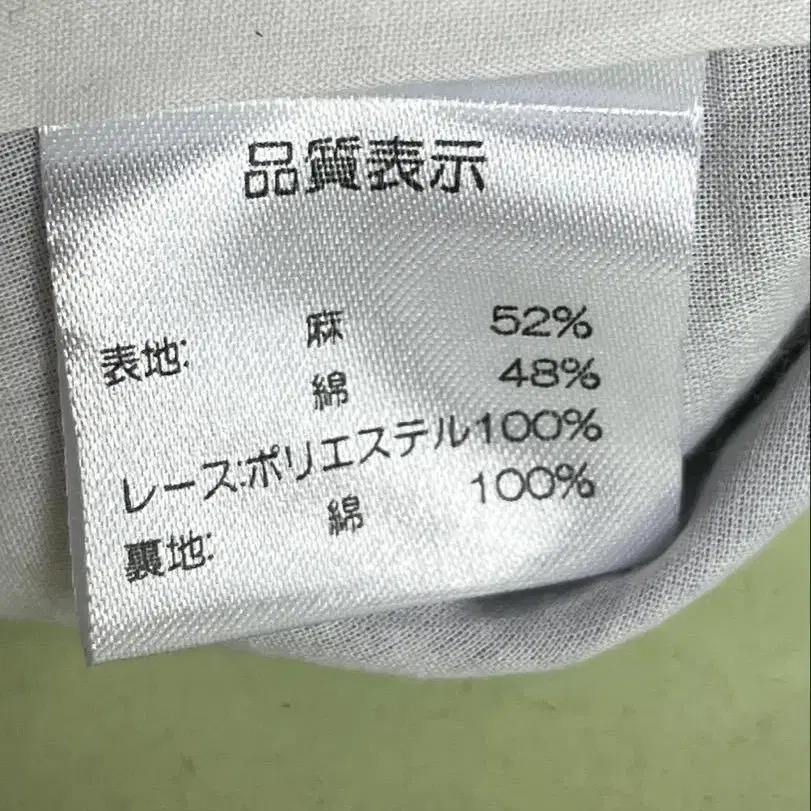 品質表示
表地: 麻 52%
綿 48%
レース:ポリエステル100%
裏地: 綿 100%